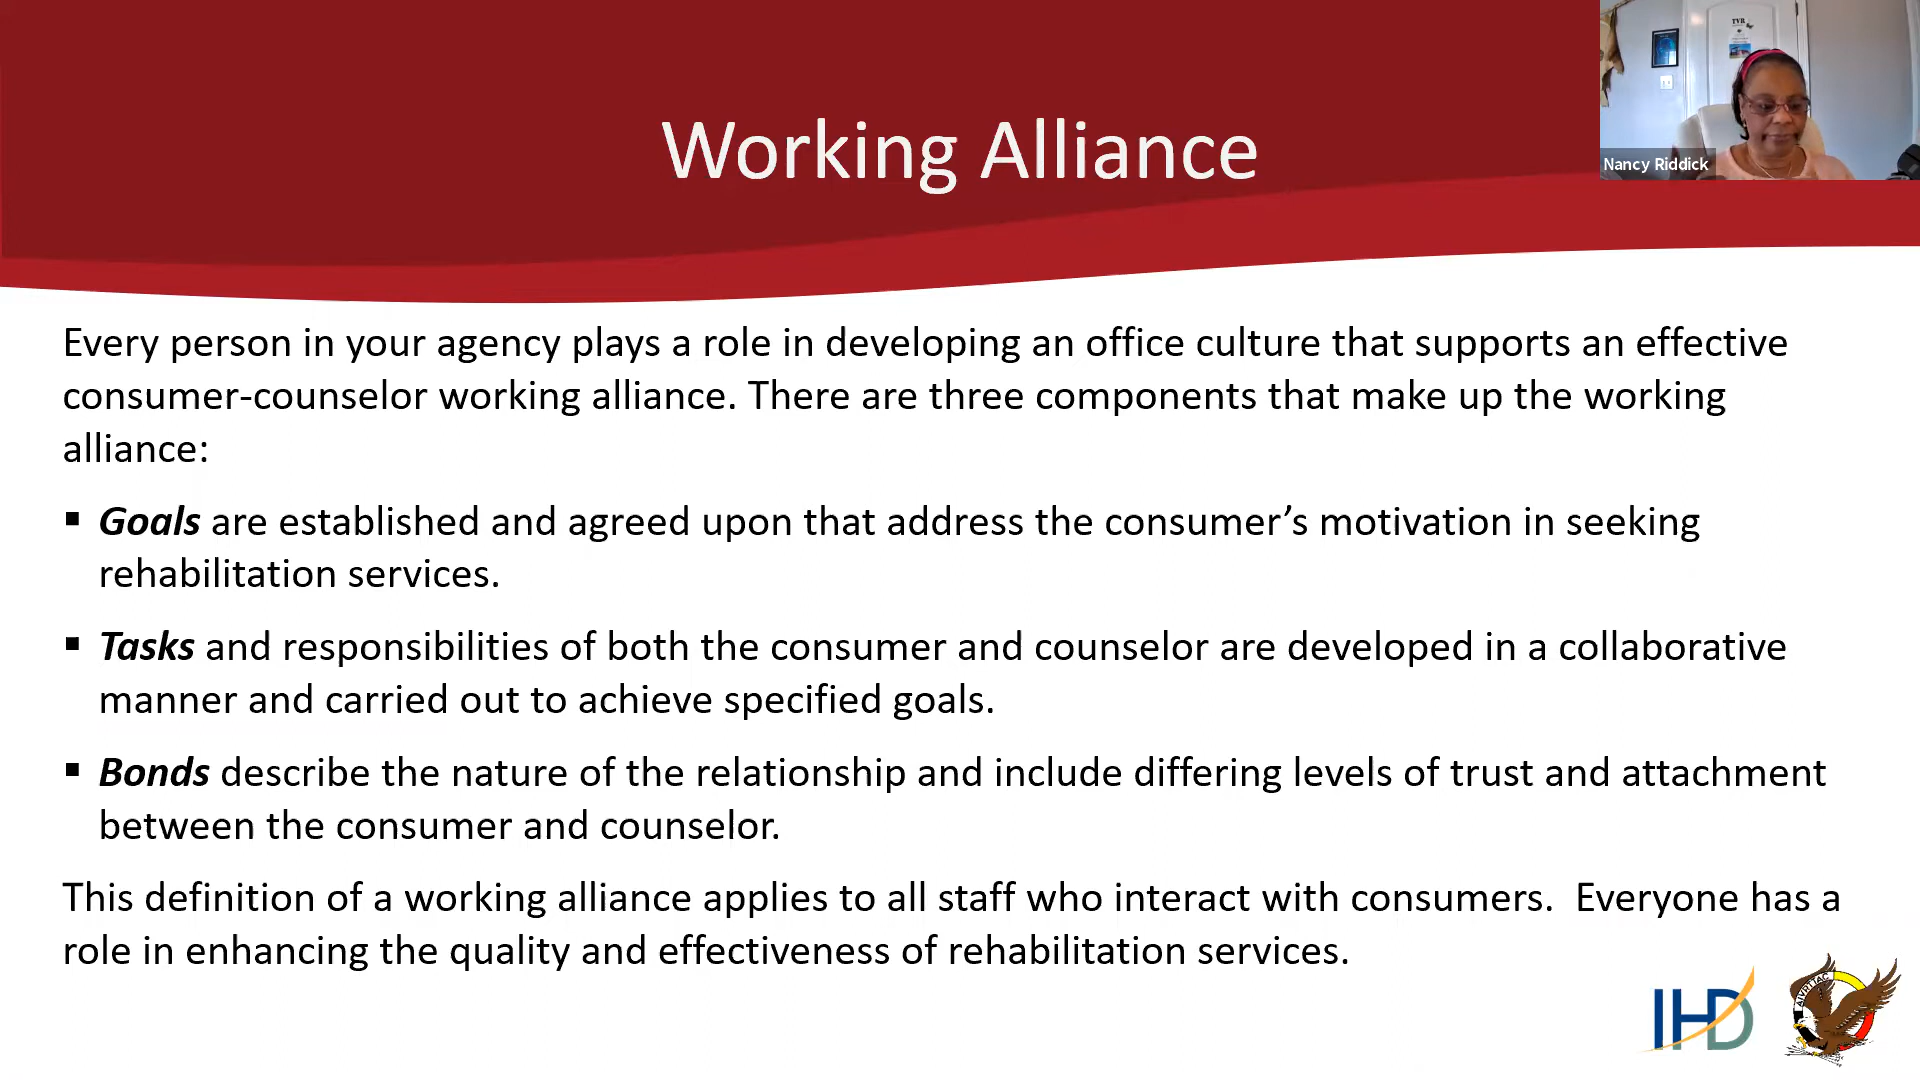 Working Alliance
TVR
Nancy Riddick
Every person in your agency plays a role in developing an office culture that supports an effective
consumer-counselor working alliance. There are three components that make up the working
alliance:
▪ Goals are established and agreed upon that address the consumer’s motivation in seeking
rehabilitation services.
▪ Tasks and responsibilities of both the consumer and counselor are developed in a collaborative
manner and carried out to achieve specified goals.
▪ Bonds describe the nature of the relationship and include differing levels of trust and attachment
between the consumer and counselor.
This definition of a working alliance applies to all staff who interact with consumers.  Everyone has a
role in enhancing the quality and effectiveness of rehabilitation services.
IHD
AIVRTTAC